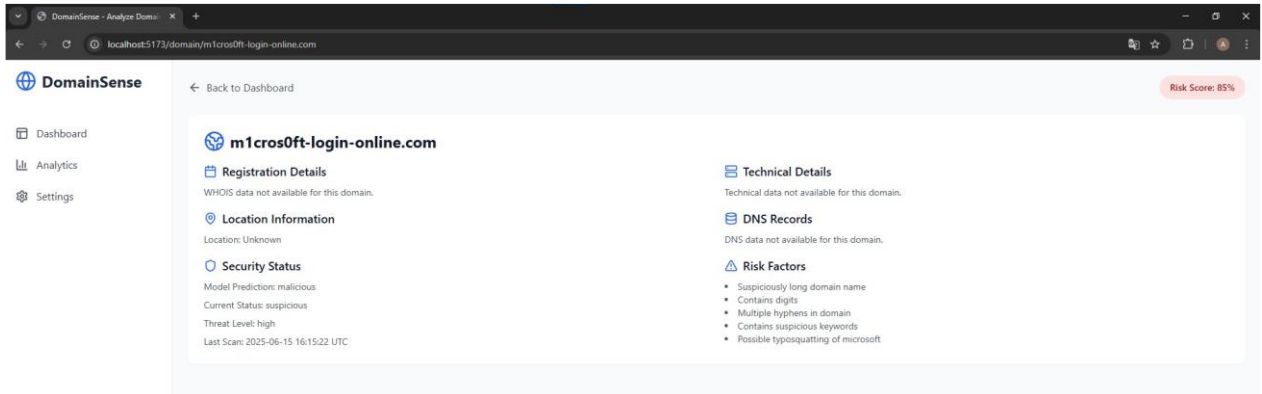 DomainSense - Analyze Domai
localhost:5173/domain/m1cros0ft-login-online.com
A
DomainSense
Dashboard
Analytics
Settings
Back to Dashboard
Risk Score: 85%
m1cros0ft-login-online.com
Registration Details
WHOIS data not available for this domain.
Location Information
Location: Unknown
Security Status
Model Prediction: malicious
Current Status: suspicious
Threat Level: high
Last Scan: 2025-06-15 16:15:22 UTC
Technical Details
Technical data not available for this domain.
DNS Records
DNS data not available for this domain.
Risk Factors
• Suspiciously long domain name
• Contains digits
• Multiple hyphens in domain
• Contains suspicious keywords
• Possible typosquatting of microsoft